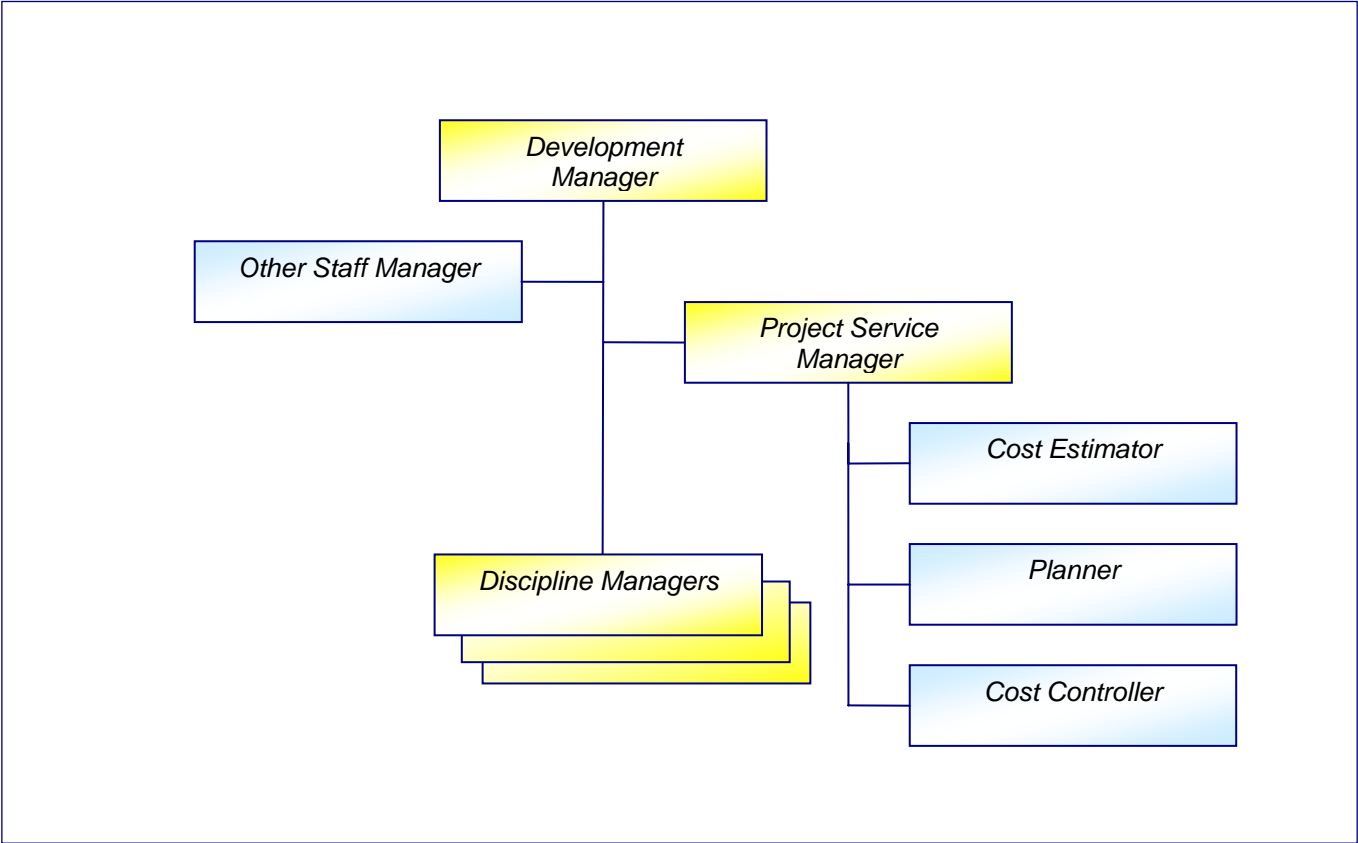 Development
Manager
Other Staff Manager
Project Service
Manager
Cost Estimator
Planner
Discipline Managers
Cost Controller